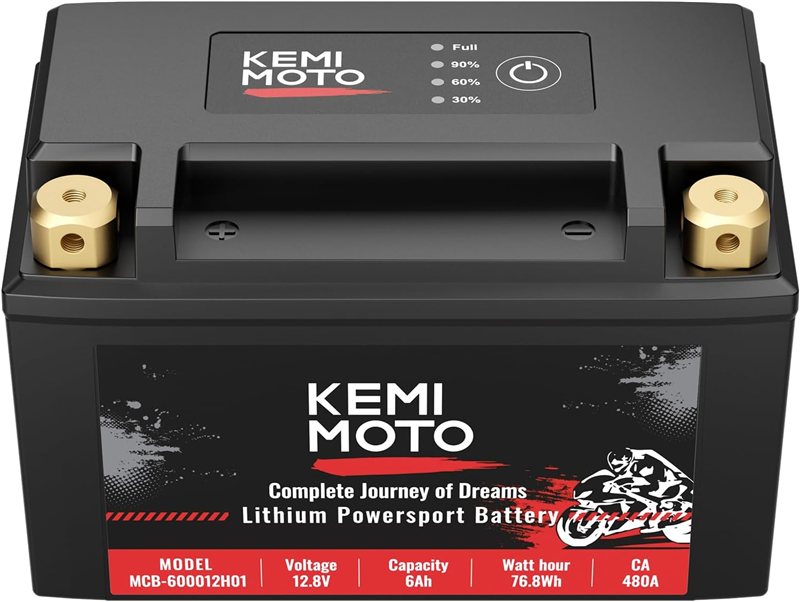 KEMI
MOTO
Full
90%
60%
30%
+
−
KEMI
MOTO
Complete Journey of Dreams
Lithium Powersport Battery
MODEL
MCB-600012H01
Voltage
12.8V
Capacity
6Ah
Watt hour
76.8Wh
CA
480A